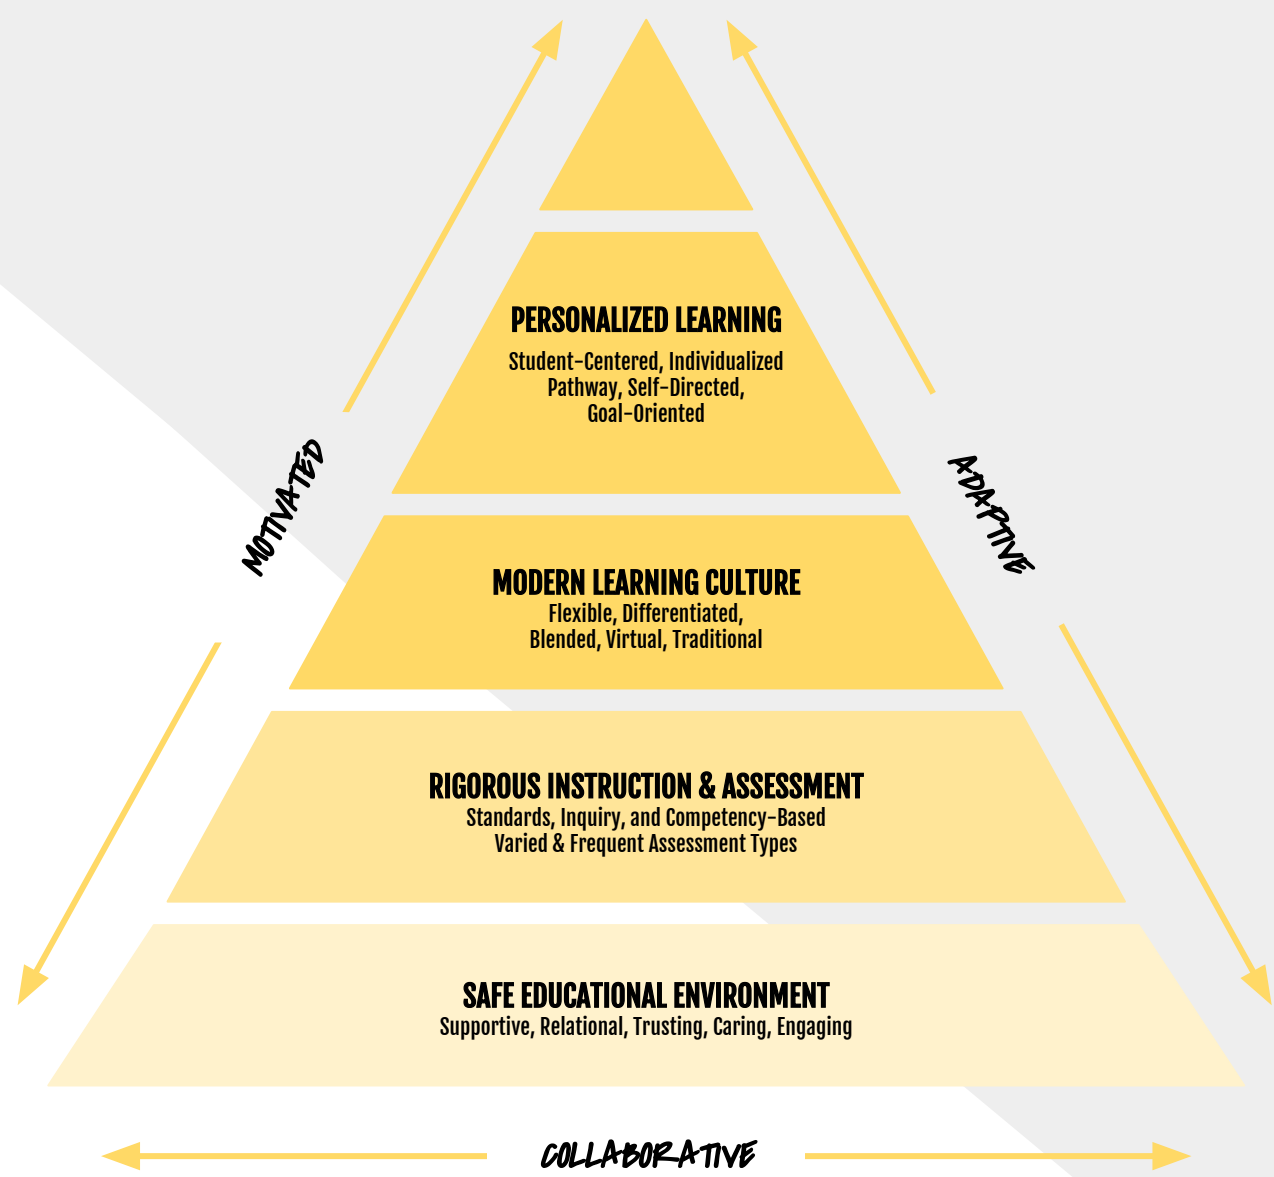 PERSONALIZED LEARNING
Student-Centered, Individualized
Pathway, Self-Directed,
Goal-Oriented
MOTIVATED
ADAPTIVE
MODERN LEARNING CULTURE
Flexible, Differentiated,
Blended, Virtual, Traditional
RIGOROUS INSTRUCTION & ASSESSMENT
Standards, Inquiry, and Competency-Based
Varied & Frequent Assessment Types
SAFE EDUCATIONAL ENVIRONMENT
Supportive, Relational, Trusting, Caring, Engaging
COLLABORATIVE